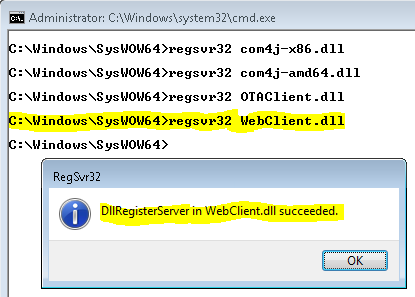 Administrator: C:\Windows\system32\cmd.exe
C:\Windows\SysWOW64>regsvr32 com4j-x86.dll
C:\Windows\SysWOW64>regsvr32 com4j-amd64.dll
C:\Windows\SysWOW64>regsvr32 OTAClient.dll
C:\Windows\SysWOW64>regsvr32 WebClient.dll
C:\Windows\SysWOW64>
RegSvr32
DllRegisterServer in WebClient.dll succeeded.
OK